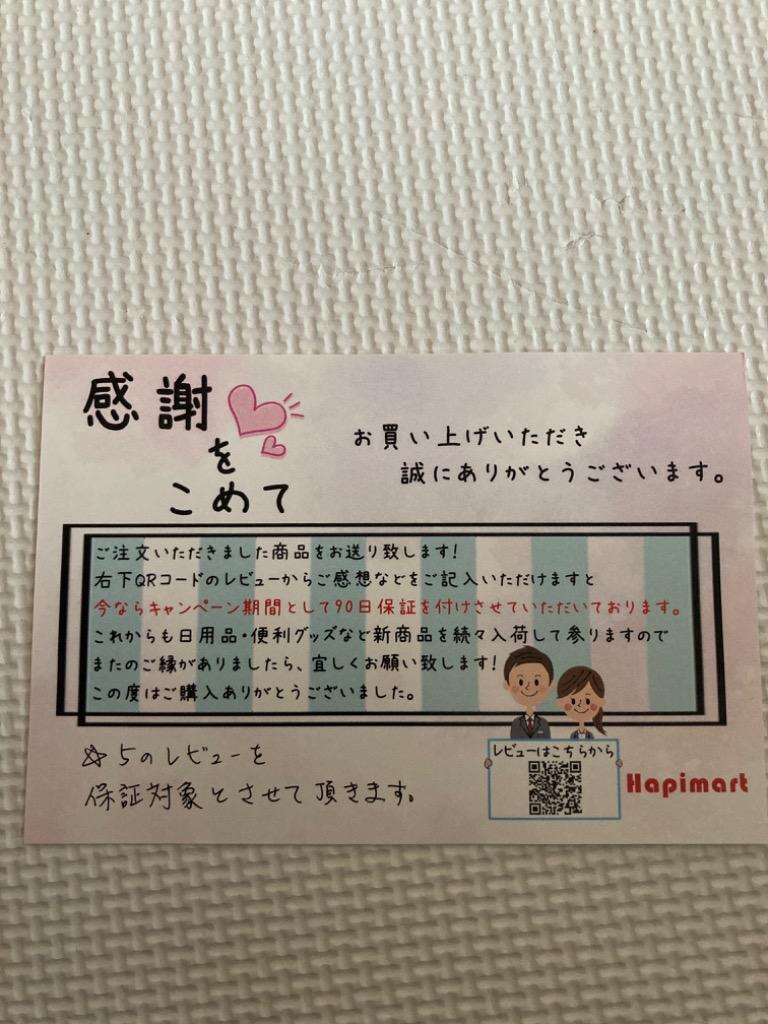 感謝
を
こめて
お買い上げいただき
誠にありがとうございます。
ご注文いただきました商品をお送り致します!
右下QRコードのレビューからご感想などをご記入いただけますと
今ならキャンペーン期間として90日保証を付けさせていただいております。
これからも日用品・便利グッズなど新商品を続々入荷して参りますので
またのご縁がありましたら、宜しくお願い致します!
この度はご購入ありがとうございました。
☆5のレビューを
保証対象とさせて頂きます。
レビューはこちらから
Hapimart